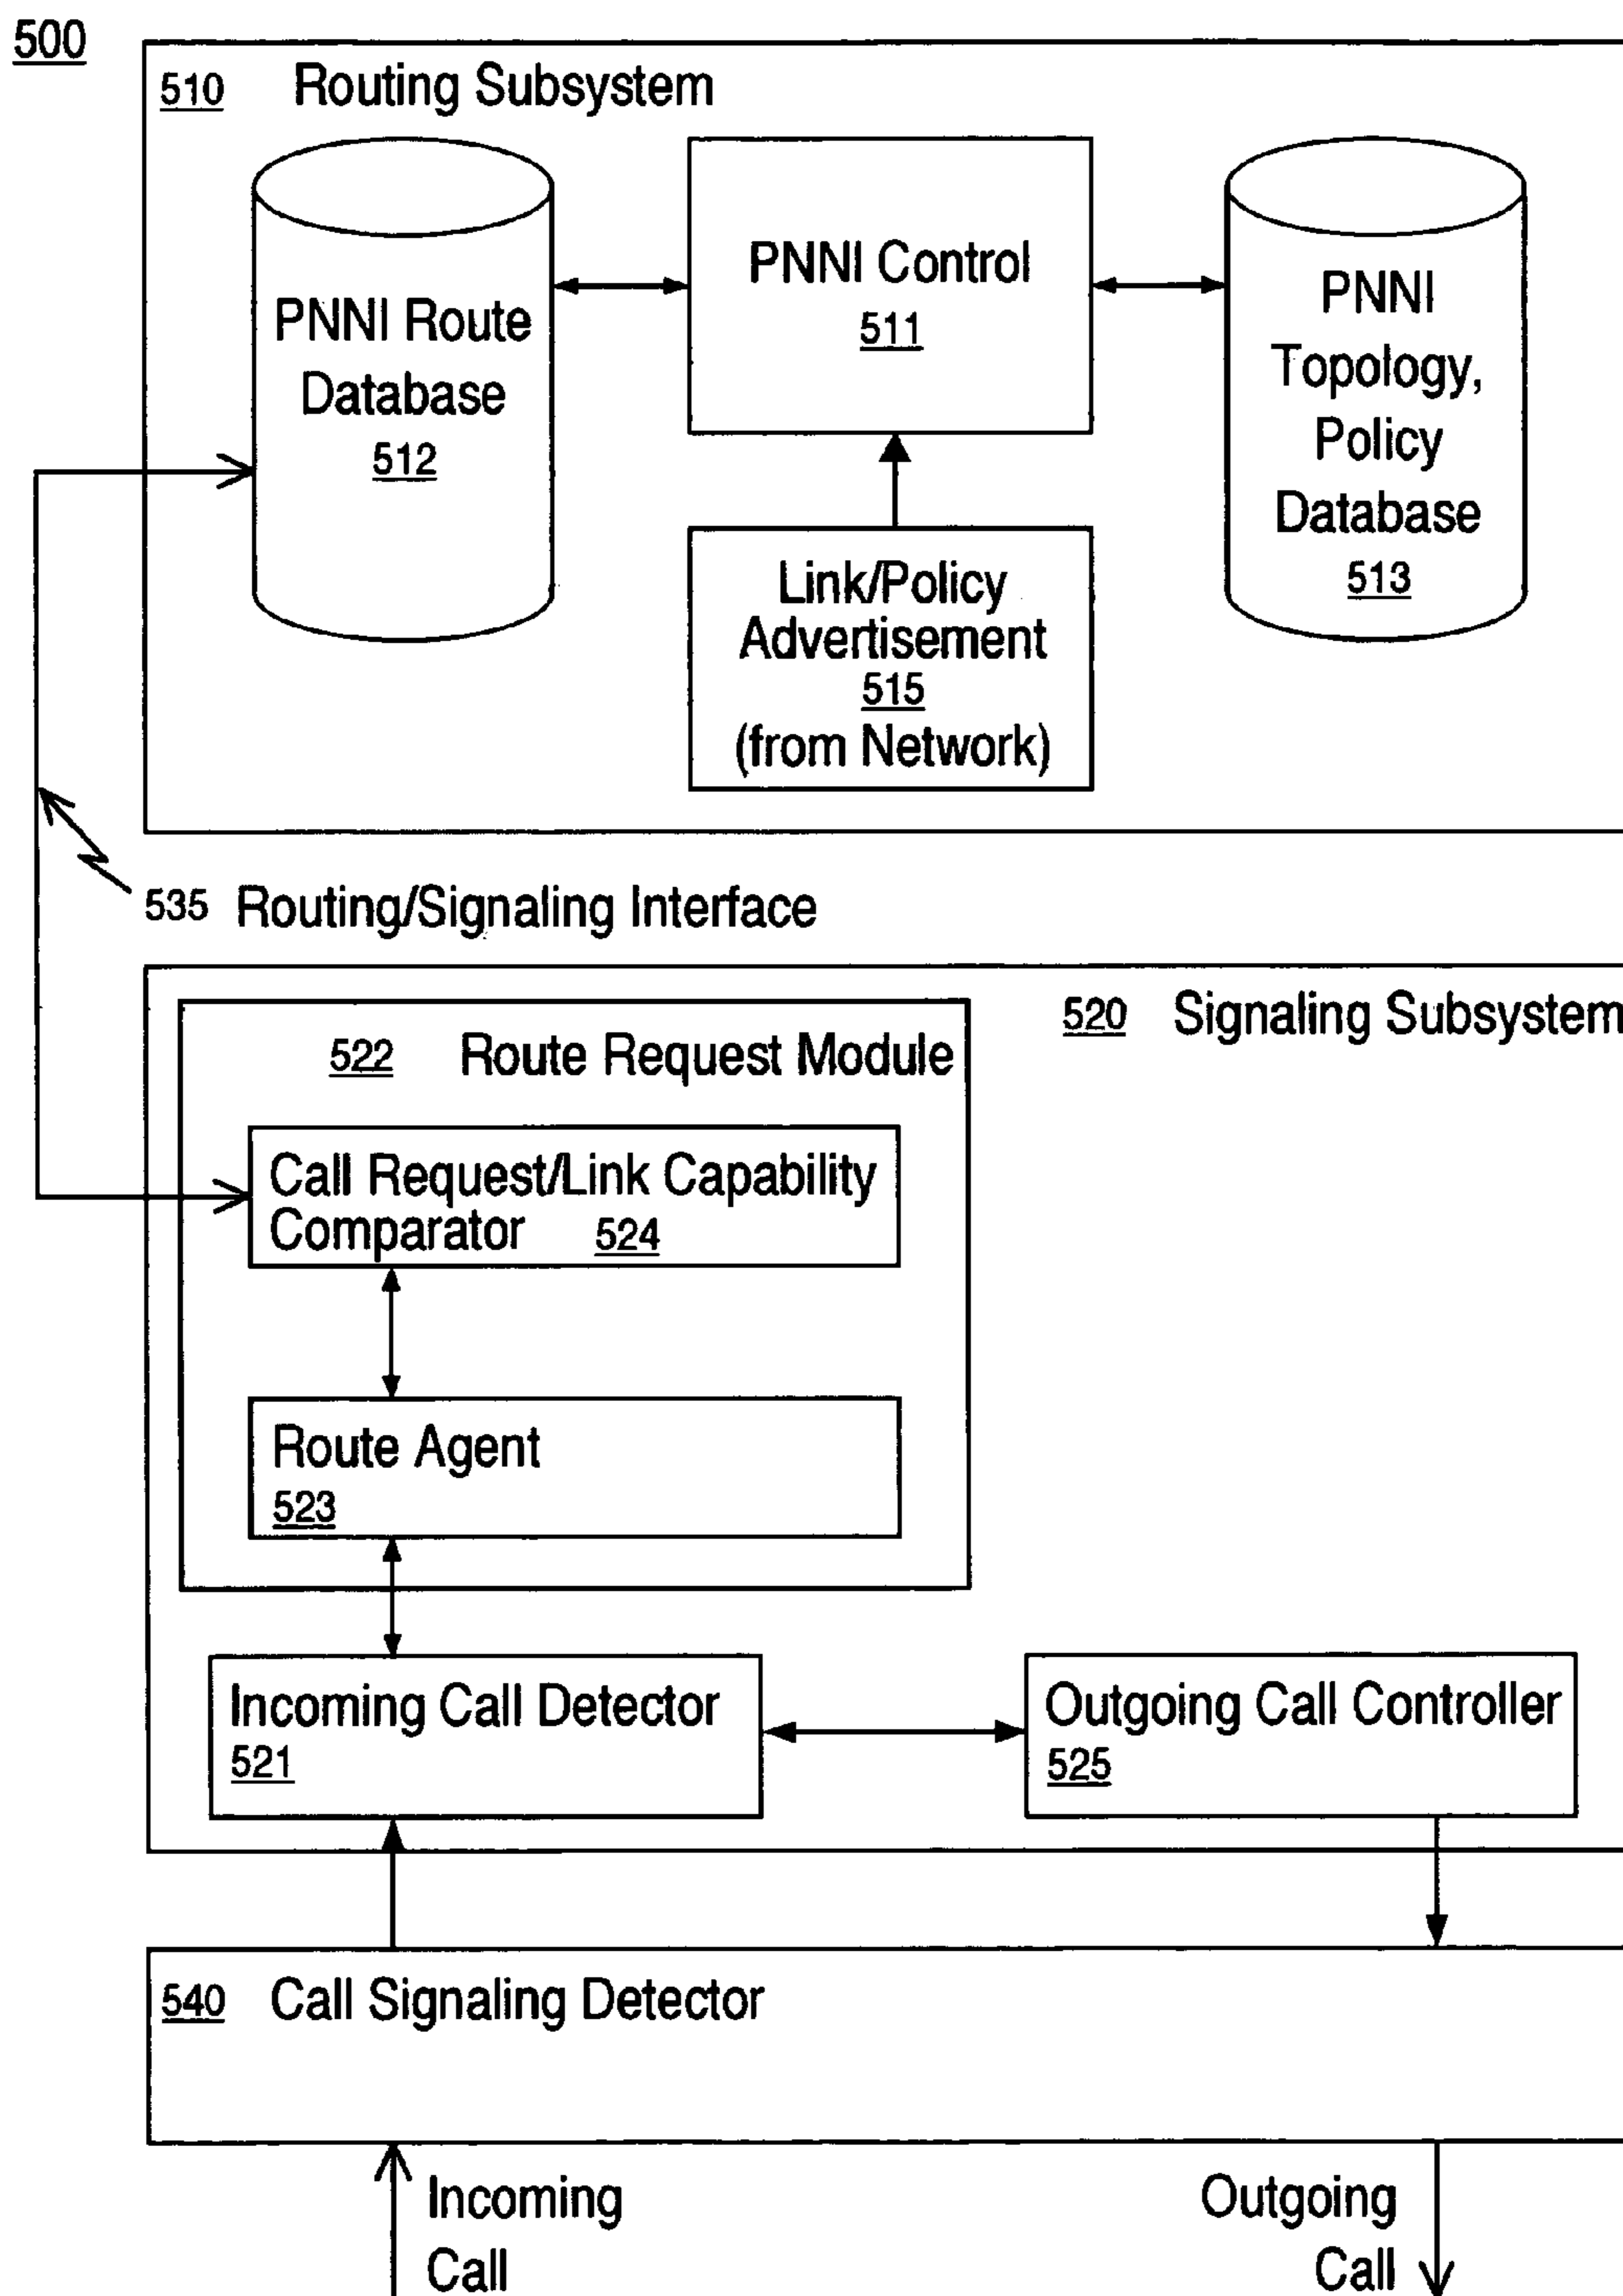 500
510 Routing Subsystem
PNNI Route
Database
512
PNNI Control
511
PNNI
Topology,
Policy
Database
513
Link/Policy
Advertisement
515
(from Network)
535 Routing/Signaling Interface
520 Signaling Subsystem
522 Route Request Module
Call Request/Link Capability
Comparator 524
Route Agent
523
Incoming Call Detector
521
Outgoing Call Controller
525
540 Call Signaling Detector
Incoming
Call
Outgoing
Call